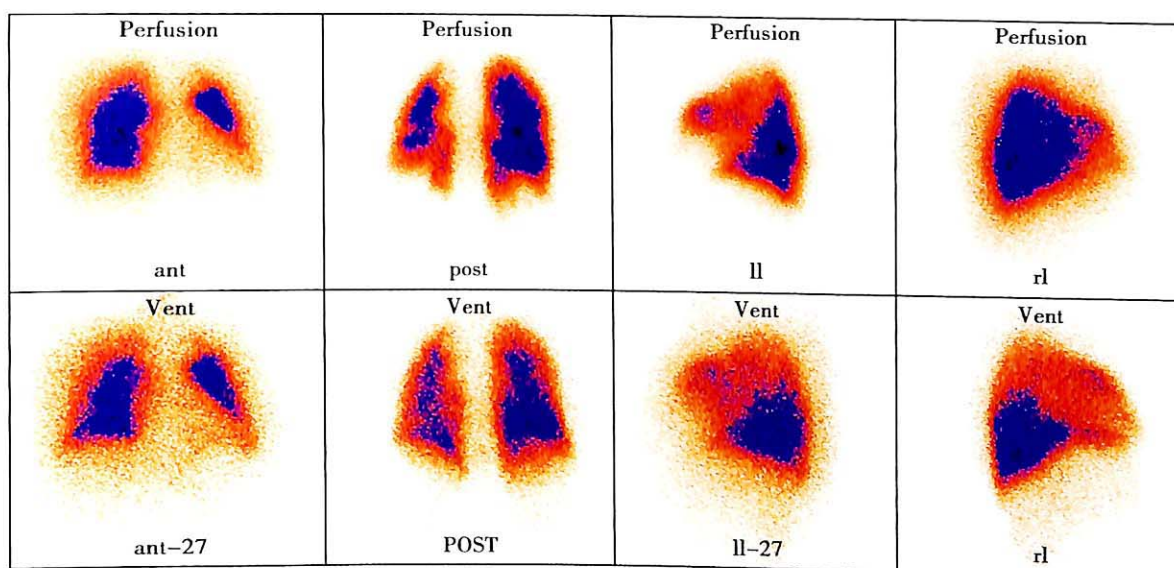 Perfusion
Perfusion
Perfusion
Perfusion
ant
post
ll
rl
Vent
Vent
Vent
Vent
ant-27
POST
ll-27
rl